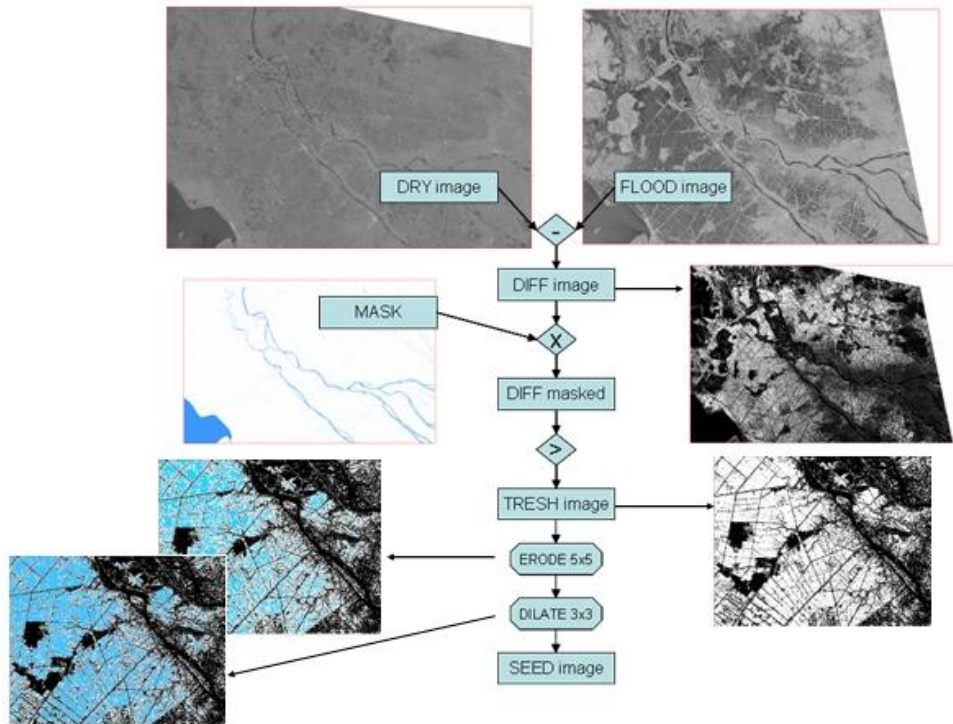 DRY image
FLOOD image
-
DIFF image
MASK
X
DIFF masked
>
TRESH image
ERODE 5x5
DILATE 3x3
SEED image